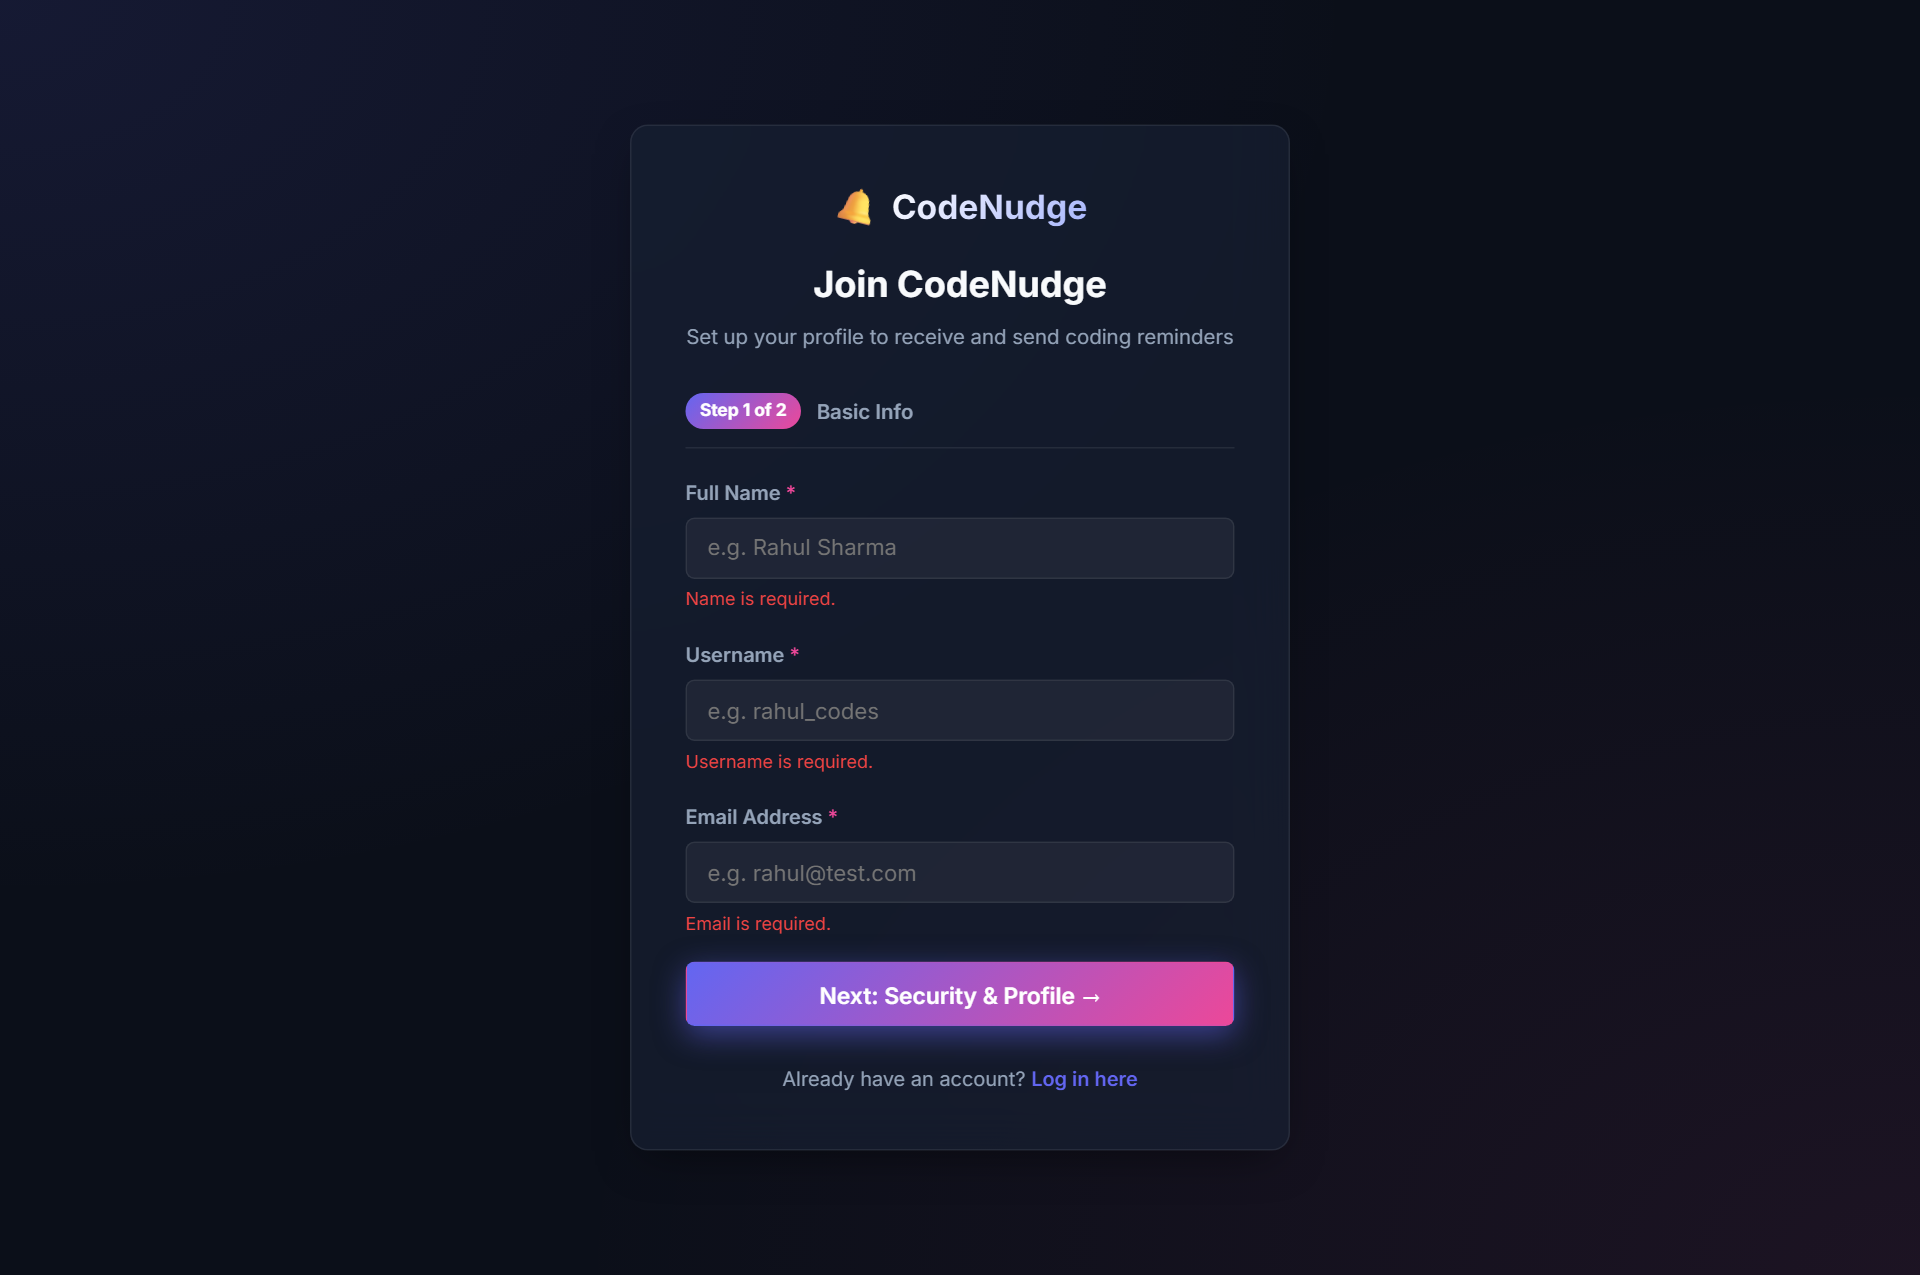 🔔 CodeNudge
Join CodeNudge
Set up your profile to receive and send coding reminders
Step 1 of 2 Basic Info
Full Name *
e.g. Rahul Sharma
Name is required.
Username *
e.g. rahul_codes
Username is required.
Email Address *
e.g. rahul@test.com
Email is required.
Next: Security & Profile →
Already have an account? Log in here